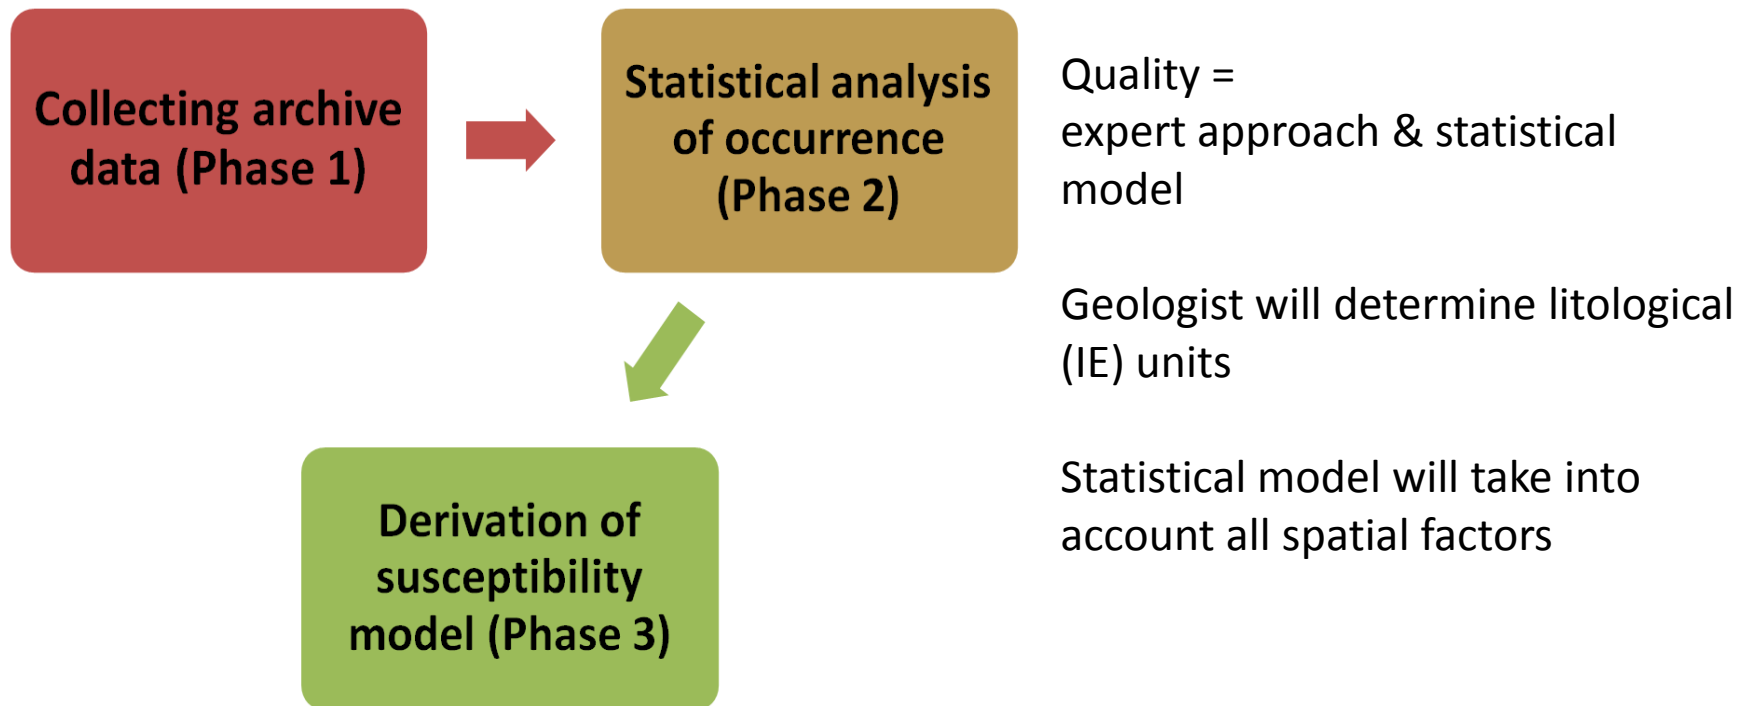 Collecting archive
data (Phase 1)
Statistical analysis
of occurrence
(Phase 2)
Derivation of
susceptibility
model (Phase 3)
Quality =
expert approach & statistical
model
Geologist will determine litological
(IE) units
Statistical model will take into
account all spatial factors